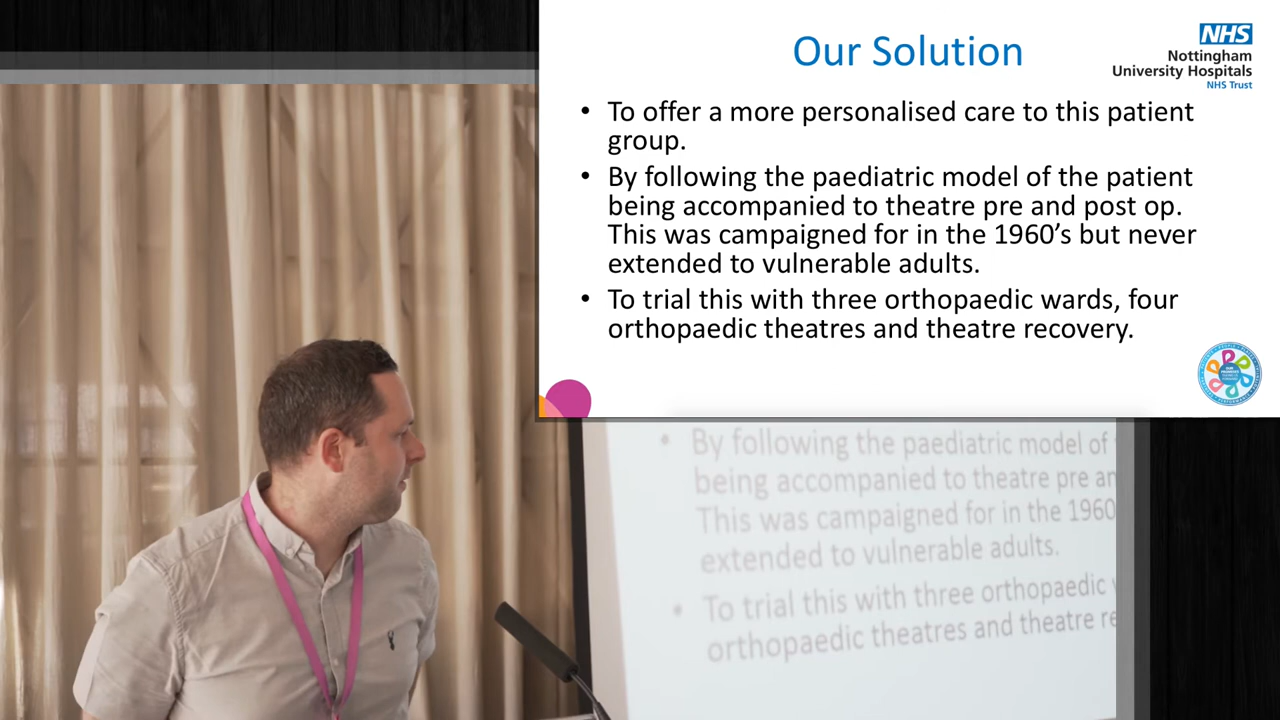 Our Solution
NHS
Nottingham
University Hospitals
NHS Trust
• To offer a more personalised care to this patient
group.
• By following the paediatric model of the patient
being accompanied to theatre pre and post op.
This was campaigned for in the 1960’s but never
extended to vulnerable adults.
• To trial this with three orthopaedic wards, four
orthopaedic theatres and theatre recovery.
• By following the paediatric model of
being accompanied to theatre pre an
This was campaigned for in the 1960
extended to vulnerable adults.
• To trial this with three orthopaedic
orthopaedic theatres and theatre re